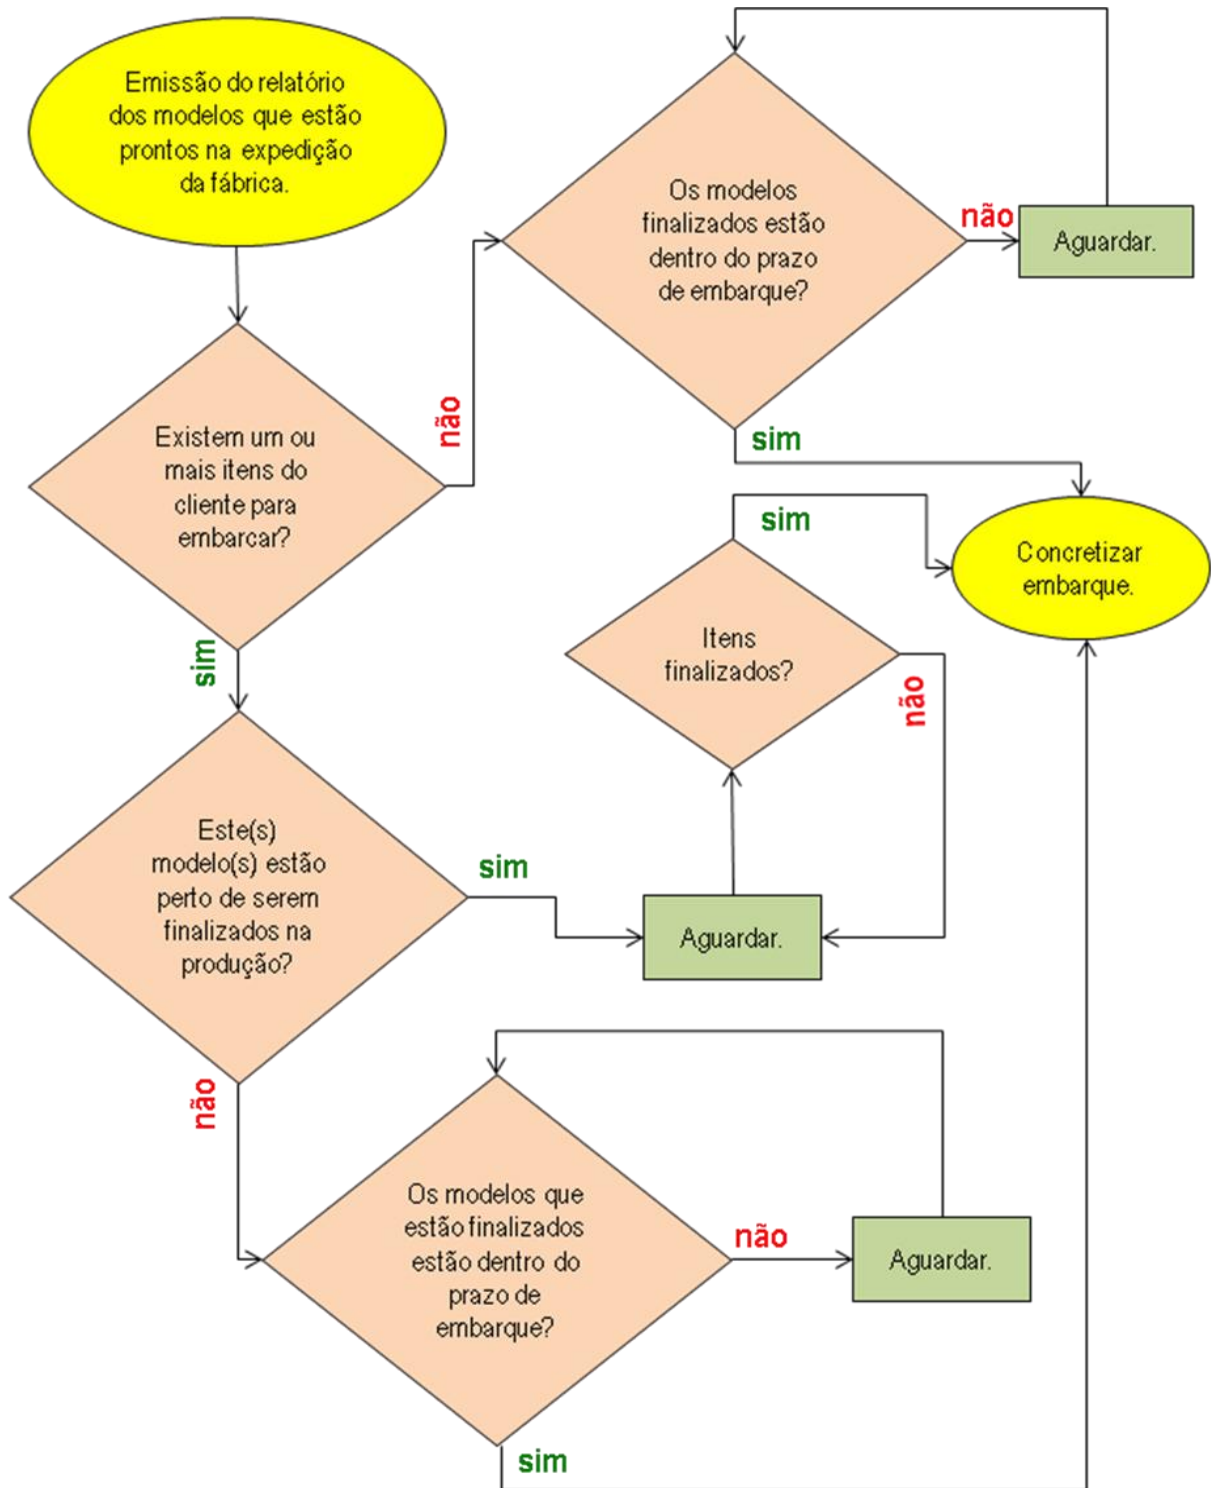 Emissão do relatório
dos modelos que estão
prontos na expedição
da fábrica.
Os modelos
finalizados estão
dentro do prazo
de embarque?
não
Aguardar.
sim
Existem um ou
mais itens do
cliente para
embarcar?
não
sim
Concretizar
embarque.
sim
Itens
finalizados?
não
Este(s)
modelo(s) estão
perto de serem
finalizados na
produção?
sim
Aguardar.
não
Os modelos que
estão finalizados
estão dentro do
prazo de
embarque?
não
Aguardar.
sim